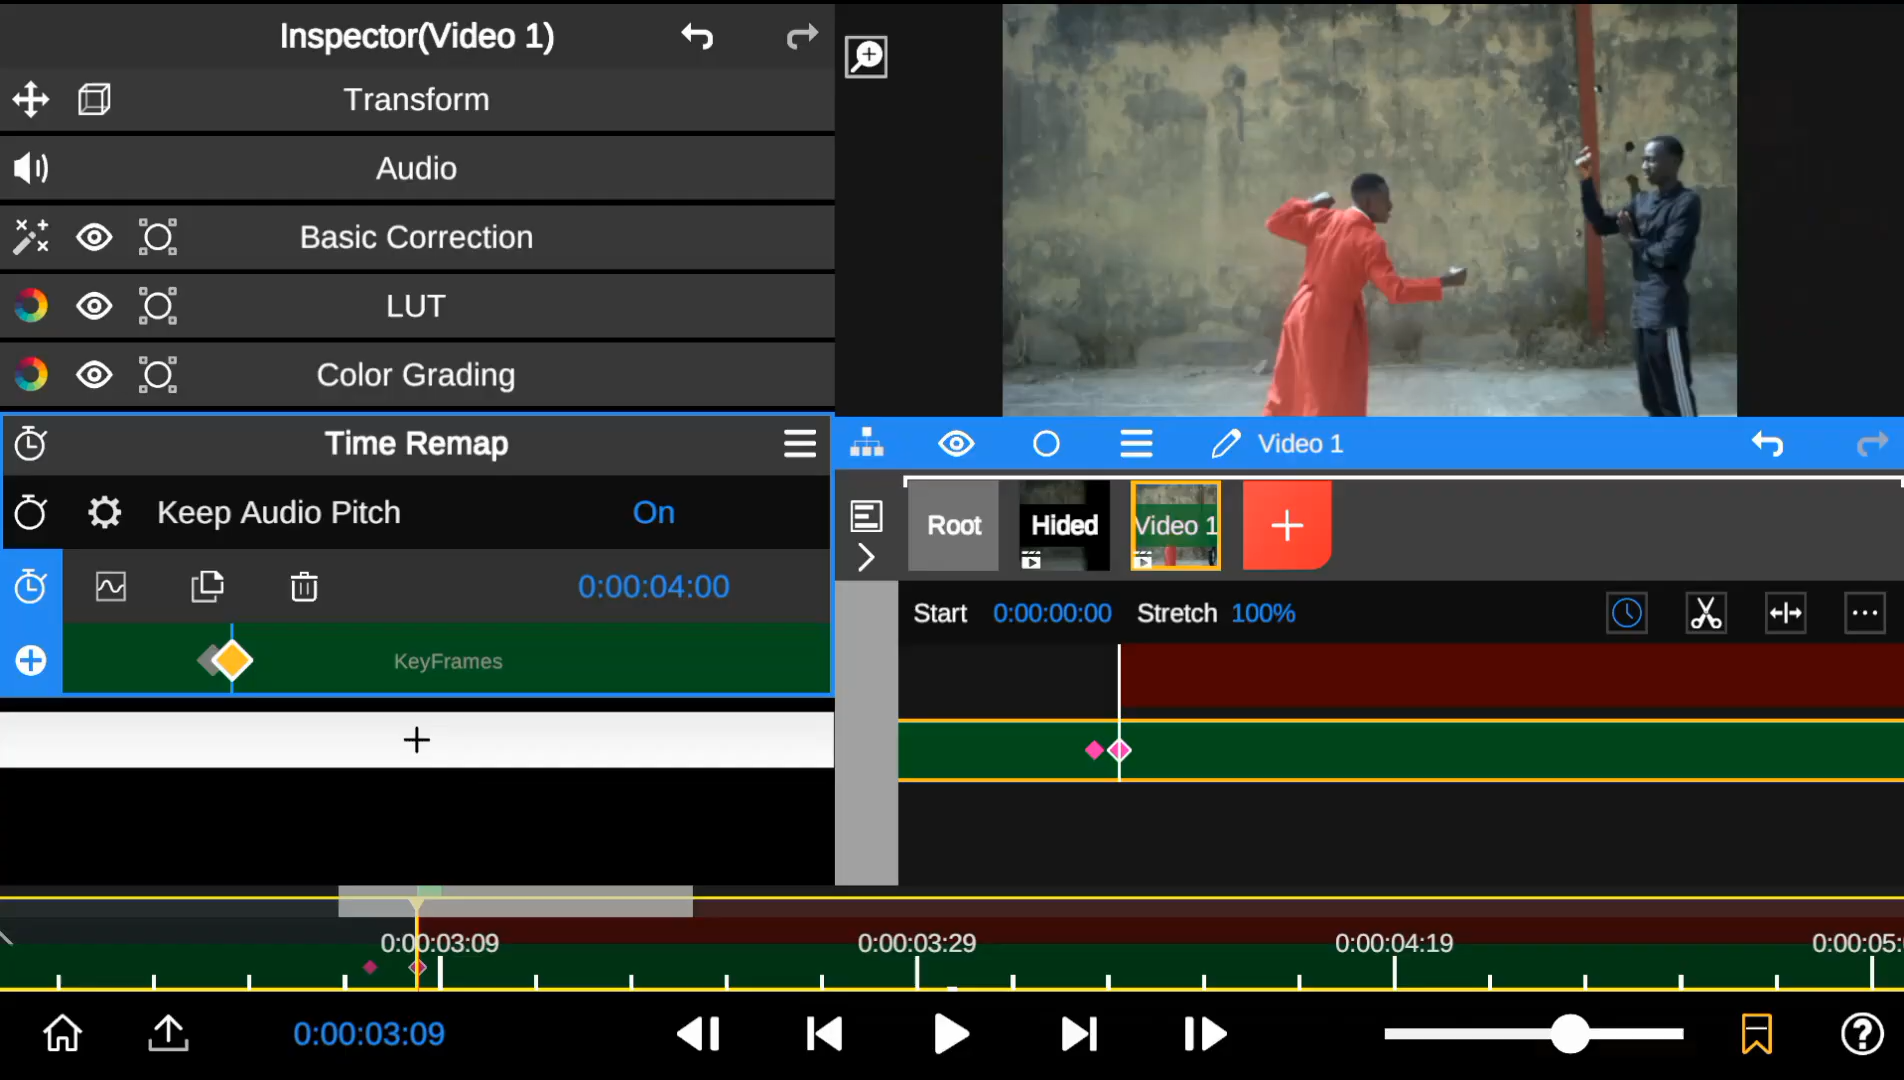 Inspector(Video 1)
Transform
Audio
Basic Correction
LUT
Color Grading
Time Remap
Keep Audio Pitch On
0:00:04:00
KeyFrames
Video 1
Root Hided Video 1
Start 0:00:00:00 Stretch 100%
0:00:03:09 0:00:03:29 0:00:04:19 0:00:05:
0:00:03:09